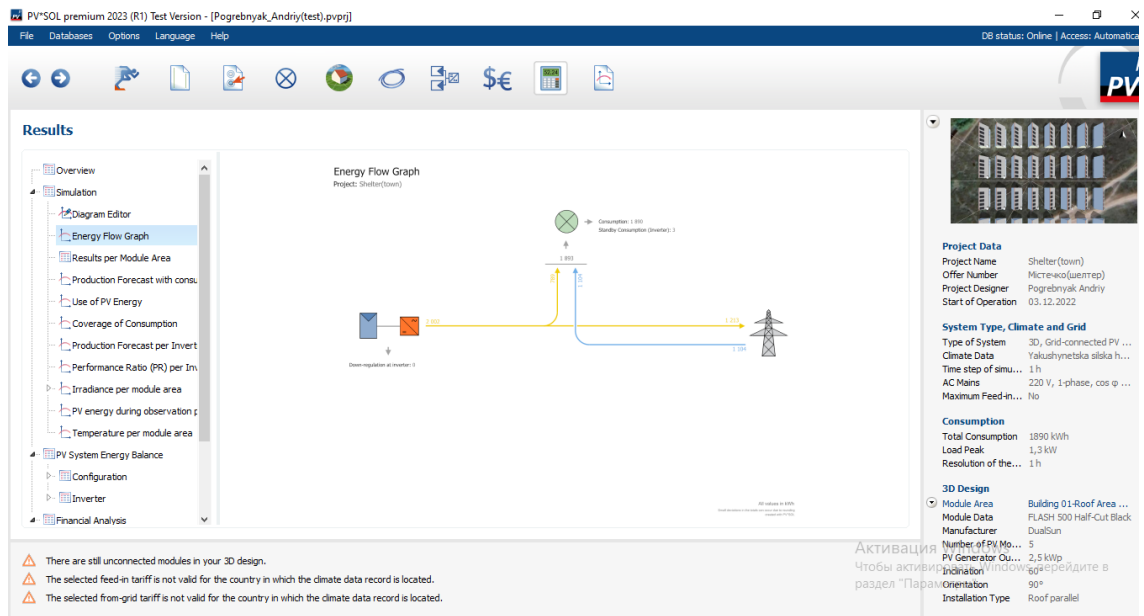 PV*SOL premium 2023 (R1) Test Version - [Pogrebnyak_Andriy(test).pvprj]
File Databases Options Language Help
DB status: Online | Access: Automatica
50.24
$€
PV
Results
Overview
Simulation
Diagram Editor
Energy Flow Graph
Results per Module Area
Production Forecast with consu
Use of PV Energy
Coverage of Consumption
Production Forecast per Invert
Performance Ratio (PR) per Inv
Irradiance per module area
PV energy during observation p
Temperature per module area
PV System Energy Balance
Configuration
Inverter
Financial Analysis
Energy Flow Graph
Project: Shelter(town)
Consumption: 1 890
Standby Consumption (Inverter): 3
1 893
1 104
1 213
1 104
Down-regulation at inverter: 0
All values in kWh
Project Data
Project Name Shelter(town)
Offer Number Містечко(шелтер)
Project Designer Pogrebnyak Andriy
Start of Operation 03.12.2022
System Type, Climate and Grid
Type of System 3D, Grid-connected PV ...
Climate Data Yakushynetska silska h...
Time step of simu... 1 h
AC Mains 220 V, 1-phase, cos φ ...
Maximum Feed-in... No
Consumption
Total Consumption 1890 kWh
Load Peak 1,3 kW
Resolution of the... 1 h
3D Design
Module Area Building 01-Roof Area ...
Module Data FLASH 500 Half-Cut Black
Manufacturer DualSun
Number of PV Mo... 5
PV Generator Ou... 2,5 kWp
Inclination 60°
Orientation 90°
Installation Type Roof parallel
There are still unconnected modules in your 3D design.
The selected feed-in tariff is not valid for the country in which the climate data record is located.
The selected from-grid tariff is not valid for the country in which the climate data record is located.
Активация Windows
Чтобы активировать Windows, перейдите в
раздел "Парам